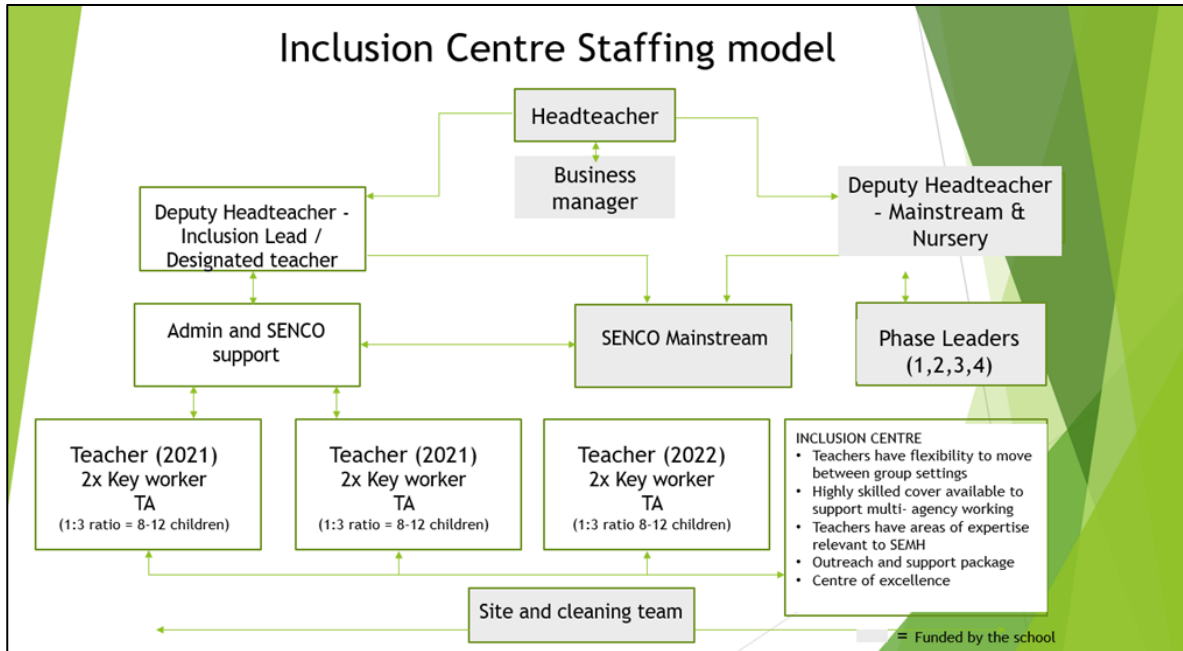 Inclusion Centre Staffing model
Headteacher
Business
manager
Deputy Headteacher -
Inclusion Lead /
Designated teacher
Deputy Headteacher
- Mainstream &
Nursery
Admin and SENCO
support
SENCO Mainstream
Phase Leaders
(1,2,3,4)
Teacher (2021)
2x Key worker
TA
(1:3 ratio = 8-12 children)
Teacher (2021)
2x Key worker
TA
(1:3 ratio = 8-12 children)
Teacher (2022)
2x Key worker
TA
(1:3 ratio 8-12 children)
INCLUSION CENTRE
• Teachers have flexibility to move
between group settings
• Highly skilled cover available to
support multi- agency working
• Teachers have areas of expertise
relevant to SEMH
• Outreach and support package
• Centre of excellence
Site and cleaning team
= Funded by the school